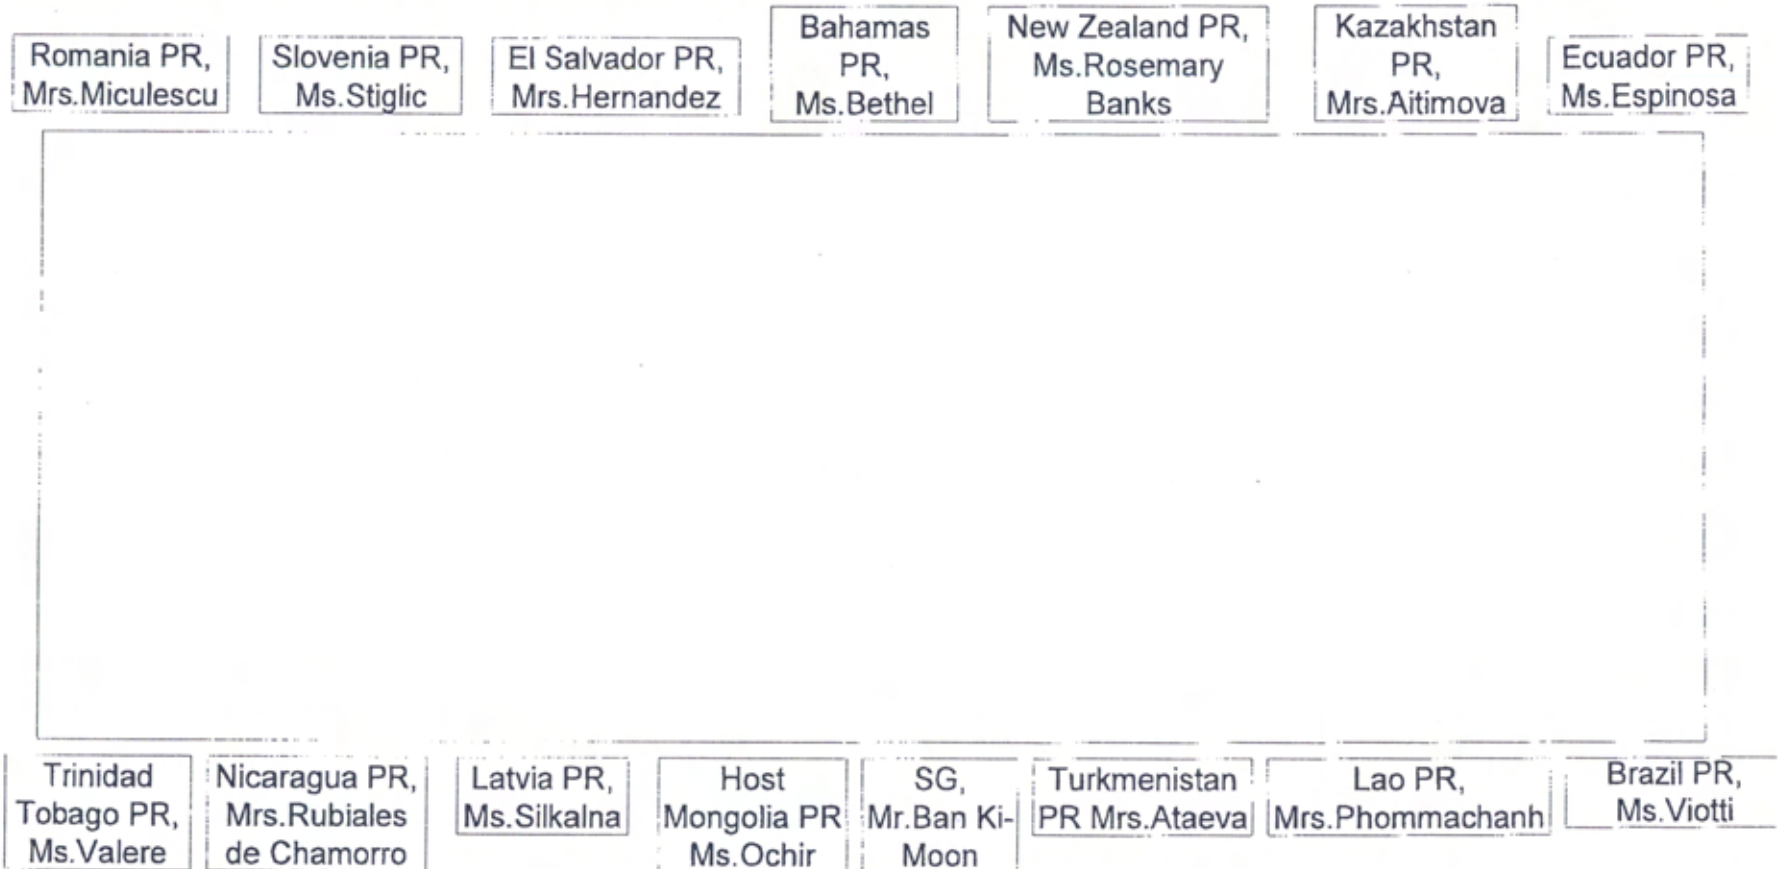 Romania PR,
Mrs.Miculescu
Slovenia PR,
Ms.Stiglic
El Salvador PR,
Mrs.Hernandez
Bahamas
PR,
Ms.Bethel
New Zealand PR,
Ms.Rosemary
Banks
Kazakhstan
PR,
Mrs.Aitimova
Ecuador PR,
Ms.Espinosa
Trinidad
Tobago PR,
Ms.Valere
Nicaragua PR,
Mrs.Rubiales
de Chamorro
Latvia PR,
Ms.Silkalna
Host
Mongolia PR
Ms.Ochir
SG,
Mr.Ban Ki-
Moon
Turkmenistan
PR Mrs.Ataeva
Lao PR,
Mrs.Phommachanh
Brazil PR,
Ms.Viotti